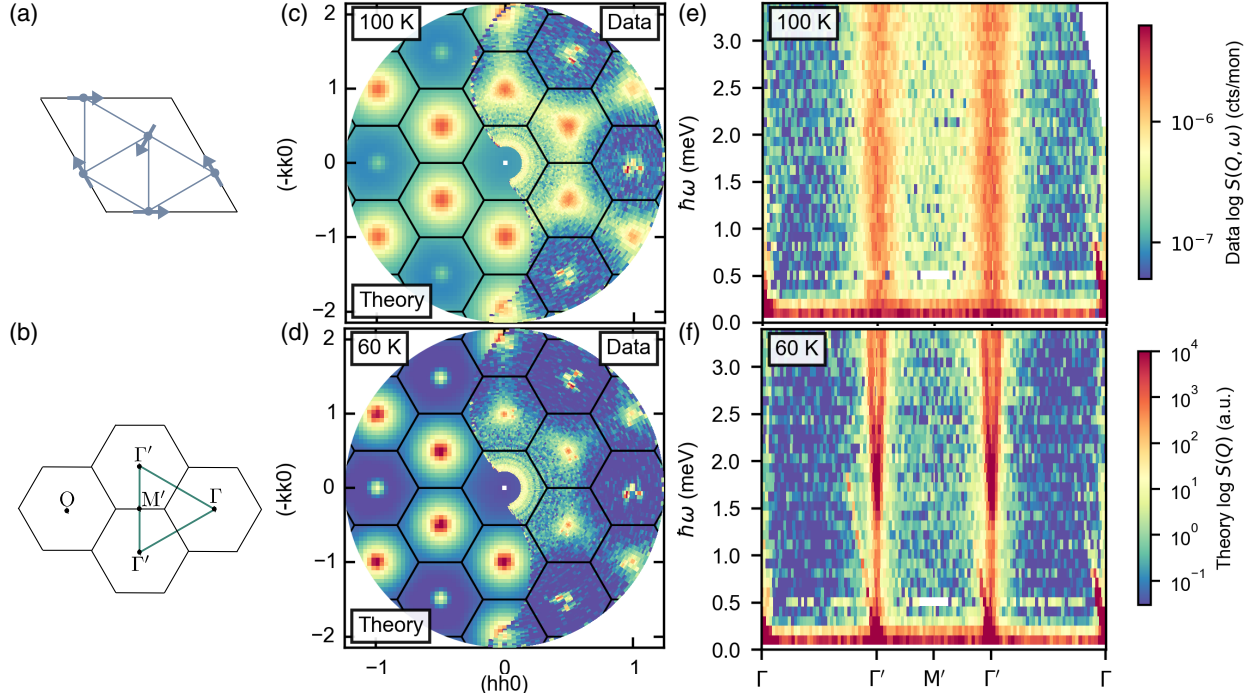 (a)
(b)
Γ′
M′
Γ
Q
Γ′
(c)
100 K
Data
Theory
2
1
0
−1
−2
(-kk0)
(d)
60 K
Data
Theory
2
1
0
−1
−2
(-kk0)
−1
0
1
(hh0)
(e)
100 K
3.0
2.5
2.0
1.5
1.0
0.5
0.0
ħω (meV)
(f)
60 K
3.0
2.5
2.0
1.5
1.0
0.5
0.0
ħω (meV)
Γ
Γ′
M′
Γ′
Γ
10⁻⁶
10⁻⁷
Data log S(Q, ω) (cts/mon)
10⁴
10³
10²
10¹
10⁰
10⁻¹
Theory log S(Q) (a.u.)